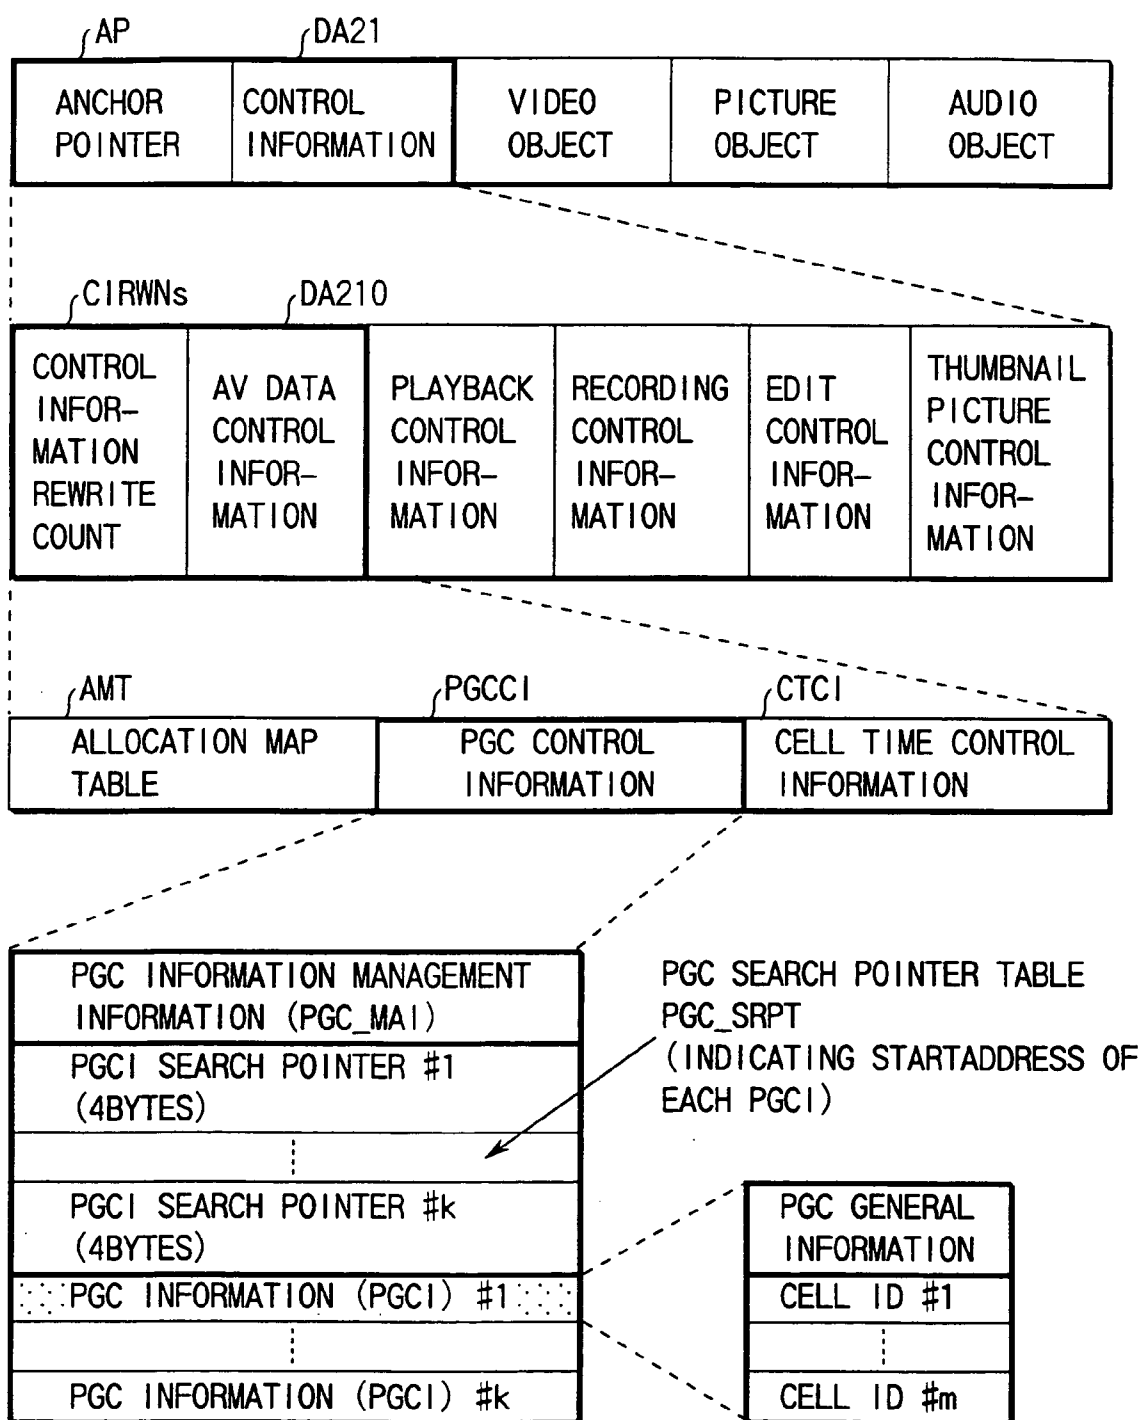 AP
DA21
ANCHOR
POINTER
CONTROL
INFORMATION
VIDEO
OBJECT
PICTURE
OBJECT
AUDIO
OBJECT
CIRWNs
DA210
CONTROL
INFOR-
MATION
REWRITE
COUNT
AV DATA
CONTROL
INFOR-
MATION
PLAYBACK
CONTROL
INFOR-
MATION
RECORDING
CONTROL
INFOR-
MATION
EDIT
CONTROL
INFOR-
MATION
THUMBNAIL
PICTURE
CONTROL
INFOR-
MATION
AMT
PGCCI
CTCI
ALLOCATION MAP
TABLE
PGC CONTROL
INFORMATION
CELL TIME CONTROL
INFORMATION
PGC INFORMATION MANAGEMENT
INFORMATION (PGC_MAI)
PGCI SEARCH POINTER #1
(4BYTES)
PGCI SEARCH POINTER #k
(4BYTES)
PGC INFORMATION (PGCI) #1
PGC INFORMATION (PGCI) #k
PGC SEARCH POINTER TABLE
PGC_SRPT
(INDICATING STARTADDRESS OF
EACH PGCI)
PGC GENERAL
INFORMATION
CELL ID #1
CELL ID #m